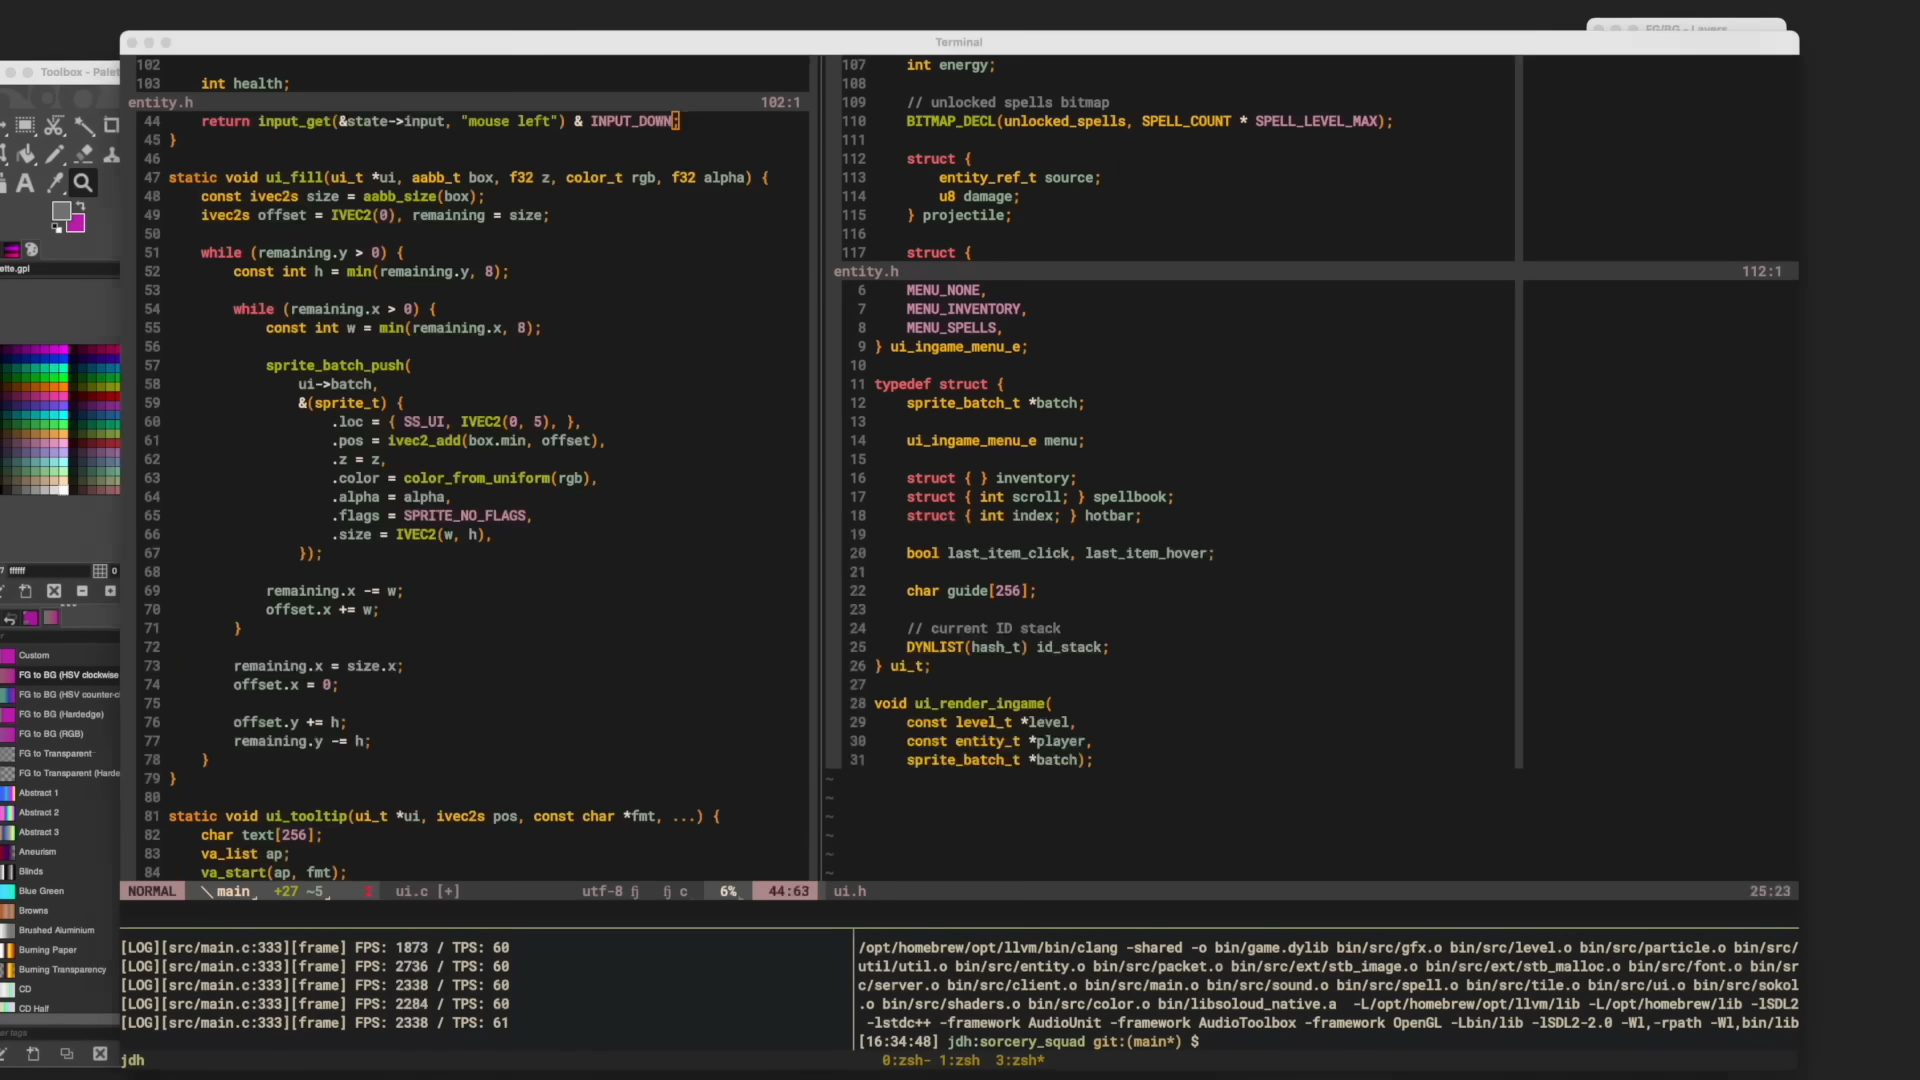 FG/BG - Layers
Terminal
Toolbox - Palet
ette.gpl
ffffff
0
Custom
FG to BG (HSV clockwise
FG to BG (HSV counter-cl
FG to BG (Hardedge)
FG to BG (RGB)
FG to Transparent
FG to Transparent (Harde
Abstract 1
Abstract 2
Abstract 3
Aneurism
Blinds
Blue Green
Browns
Brushed Aluminium
Burning Paper
Burning Transparency
CD
CD Half
er tags
102
103 int health;
entity.h 102:1
44 return input_get(&state->input, "mouse left") & INPUT_DOWN;
45 }
46
47 static void ui_fill(ui_t *ui, aabb_t box, f32 z, color_t rgb, f32 alpha) {
48 const ivec2s size = aabb_size(box);
49 ivec2s offset = IVEC2(0), remaining = size;
50
51 while (remaining.y > 0) {
52 const int h = min(remaining.y, 8);
53
54 while (remaining.x > 0) {
55 const int w = min(remaining.x, 8);
56
57 sprite_batch_push(
58 ui->batch,
59 &(sprite_t) {
60 .loc = { SS_UI, IVEC2(0, 5), },
61 .pos = ivec2_add(box.min, offset),
62 .z = z,
63 .color = color_from_uniform(rgb),
64 .alpha = alpha,
65 .flags = SPRITE_NO_FLAGS,
66 .size = IVEC2(w, h),
67 });
68
69 remaining.x -= w;
70 offset.x += w;
71 }
72
73 remaining.x = size.x;
74 offset.x = 0;
75
76 offset.y += h;
77 remaining.y -= h;
78 }
79 }
80
81 static void ui_tooltip(ui_t *ui, ivec2s pos, const char *fmt, ...) {
82 char text[256];
83 va_list ap;
84 va_start(ap, fmt);
NORMAL main +27 ~5 ui.c [+] utf-8 c 6% 44:63
107 int energy;
108
109 // unlocked spells bitmap
110 BITMAP_DECL(unlocked_spells, SPELL_COUNT * SPELL_LEVEL_MAX);
111
112 struct {
113 entity_ref_t source;
114 u8 damage;
115 } projectile;
116
117 struct {
entity.h 112:1
6 MENU_NONE,
7 MENU_INVENTORY,
8 MENU_SPELLS,
9 } ui_ingame_menu_e;
10
11 typedef struct {
12 sprite_batch_t *batch;
13
14 ui_ingame_menu_e menu;
15
16 struct { } inventory;
17 struct { int scroll; } spellbook;
18 struct { int index; } hotbar;
19
20 bool last_item_click, last_item_hover;
21
22 char guide[256];
23
24 // current ID stack
25 DYNLIST(hash_t) id_stack;
26 } ui_t;
27
28 void ui_render_ingame(
29 const level_t *level,
30 const entity_t *player,
31 sprite_batch_t *batch);
~
~
~
~
~
~
ui.h 25:23
[LOG][src/main.c:333][frame] FPS: 1873 / TPS: 60
[LOG][src/main.c:333][frame] FPS: 2736 / TPS: 60
[LOG][src/main.c:333][frame] FPS: 2338 / TPS: 60
[LOG][src/main.c:333][frame] FPS: 2284 / TPS: 60
[LOG][src/main.c:333][frame] FPS: 2338 / TPS: 61
/opt/homebrew/opt/llvm/bin/clang -shared -o bin/game.dylib bin/src/gfx.o bin/src/level.o bin/src/particle.o bin/src/
util/util.o bin/src/entity.o bin/src/packet.o bin/src/ext/stb_image.o bin/src/ext/stb_malloc.o bin/src/font.o bin/sr
c/server.o bin/src/client.o bin/src/main.o bin/src/sound.o bin/src/spell.o bin/src/tile.o bin/src/ui.o bin/src/sokol
.o bin/src/shaders.o bin/src/color.o bin/libsoloud_native.a -L/opt/homebrew/opt/llvm/lib -L/opt/homebrew/lib -lSDL2
-lstdc++ -framework AudioUnit -framework AudioToolbox -framework OpenGL -Lbin/lib -lSDL2-2.0 -Wl,-rpath -Wl,bin/lib
[16:34:48] jdh:sorcery_squad git:(main*) $
jdh 0:zsh- 1:zsh 3:zsh*